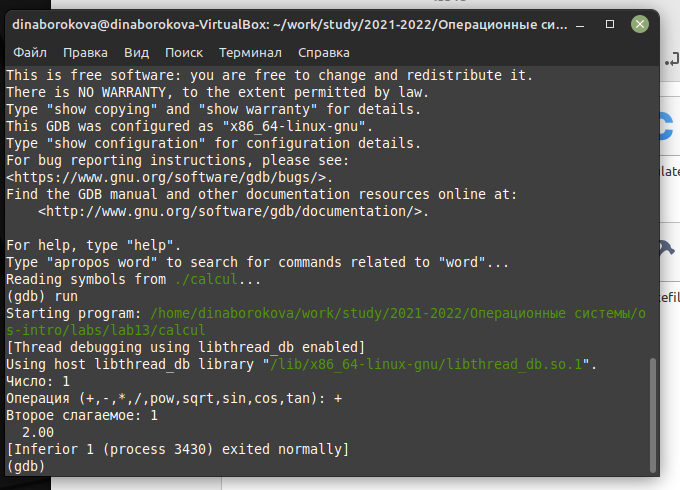 dinaborokova@dinaborokova-VirtualBox: ~/work/study/2021-2022/Операционные си...
Файл Правка Вид Поиск Терминал Справка
This is free software: you are free to change and redistribute it.
There is NO WARRANTY, to the extent permitted by law.
Type "show copying" and "show warranty" for details.
This GDB was configured as "x86_64-linux-gnu".
Type "show configuration" for configuration details.
For bug reporting instructions, please see:
<https://www.gnu.org/software/gdb/bugs/>.
Find the GDB manual and other documentation resources online at:
    <http://www.gnu.org/software/gdb/documentation/>.

For help, type "help".
Type "apropos word" to search for commands related to "word"...
Reading symbols from ./calcul...
(gdb) run
Starting program: /home/dinaborokova/work/study/2021-2022/Операционные системы/o
s-intro/labs/lab13/calcul
[Thread debugging using libthread_db enabled]
Using host libthread_db library "/lib/x86_64-linux-gnu/libthread_db.so.1".
Число: 1
Операция (+,-,*,/,pow,sqrt,sin,cos,tan): +
Второе слагаемое: 1
  2.00
[Inferior 1 (process 3430) exited normally]
(gdb)